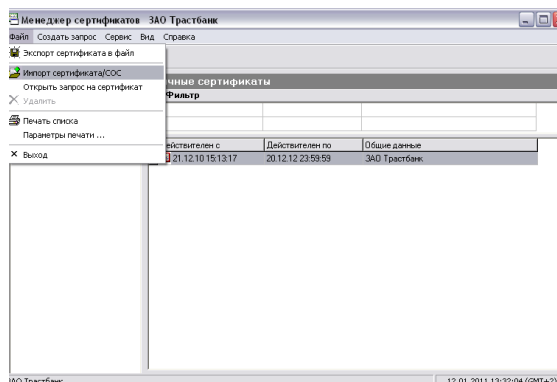 Менеджер сертификатов ЗАО Трастбанк
Файл Создать запрос Сервис Вид Справка
Экспорт сертификата в файл
Импорт сертификата/СОС
Открыть запрос на сертификат
Удалить
Печать списка
Параметры печати ...
Выход
чные сертификаты
Фильтр
ействителен с Действителен по Общие данные
21.12.10 15:13:17 20.12.12 23:59:59 ЗАО Трастбанк
ЗАО Трастбанк 12.01.2011 13:32:04 (GMT+2)